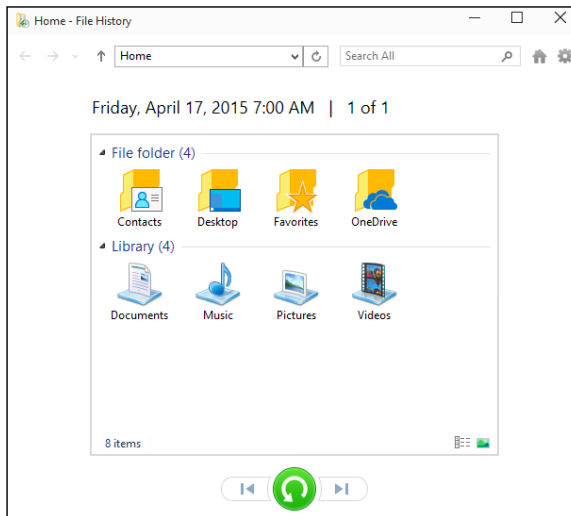 Home - File History
Home Search All
Friday, April 17, 2015 7:00 AM | 1 of 1
File folder (4)
Contacts Desktop Favorites OneDrive
Library (4)
Documents Music Pictures Videos
8 items